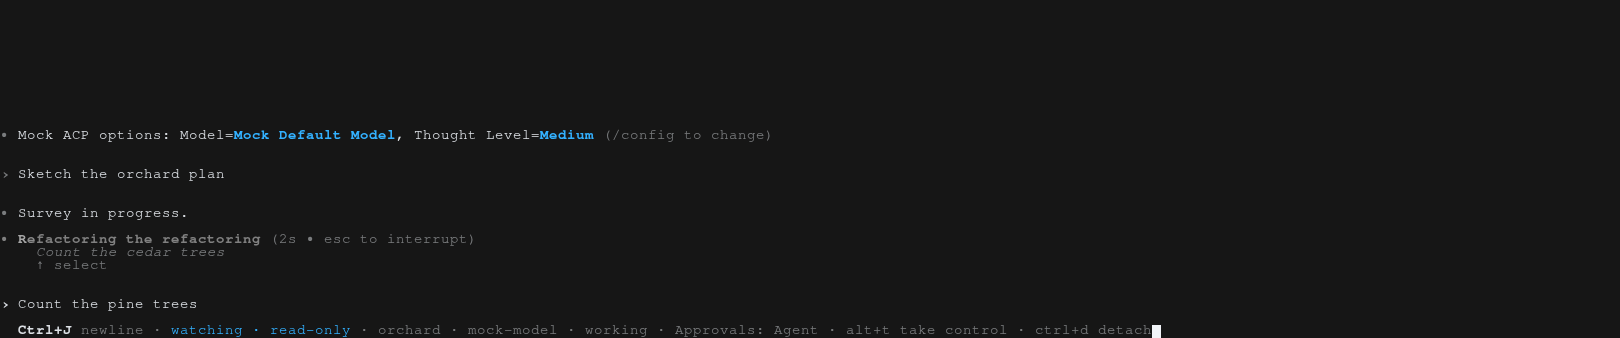 • Mock ACP options: Model=Mock Default Model, Thought Level=Medium (/config to change)
› Sketch the orchard plan
• Survey in progress.
• Refactoring the refactoring (2s • esc to interrupt)
Count the cedar trees
↑ select
› Count the pine trees
Ctrl+J newline · watching · read-only · orchard · mock-model · working · Approvals: Agent · alt+t take control · ctrl+d detach